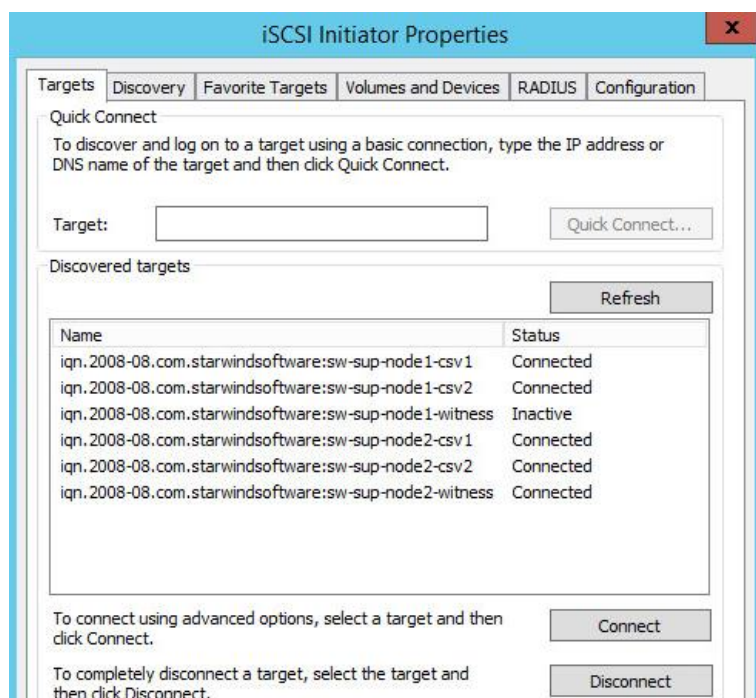 iSCSI Initiator Properties
x
Targets Discovery Favorite Targets Volumes and Devices RADIUS Configuration
Quick Connect
To discover and log on to a target using a basic connection, type the IP address or
DNS name of the target and then click Quick Connect.
Target: Quick Connect...
Discovered targets
Refresh
Name Status
iqn.2008-08.com.starwindsoftware:sw-sup-node1-csv1 Connected
iqn.2008-08.com.starwindsoftware:sw-sup-node1-csv2 Connected
iqn.2008-08.com.starwindsoftware:sw-sup-node1-witness Inactive
iqn.2008-08.com.starwindsoftware:sw-sup-node2-csv1 Connected
iqn.2008-08.com.starwindsoftware:sw-sup-node2-csv2 Connected
iqn.2008-08.com.starwindsoftware:sw-sup-node2-witness Connected
To connect using advanced options, select a target and then
click Connect.
Connect
To completely disconnect a target, select the target and
then click Disconnect.
Disconnect